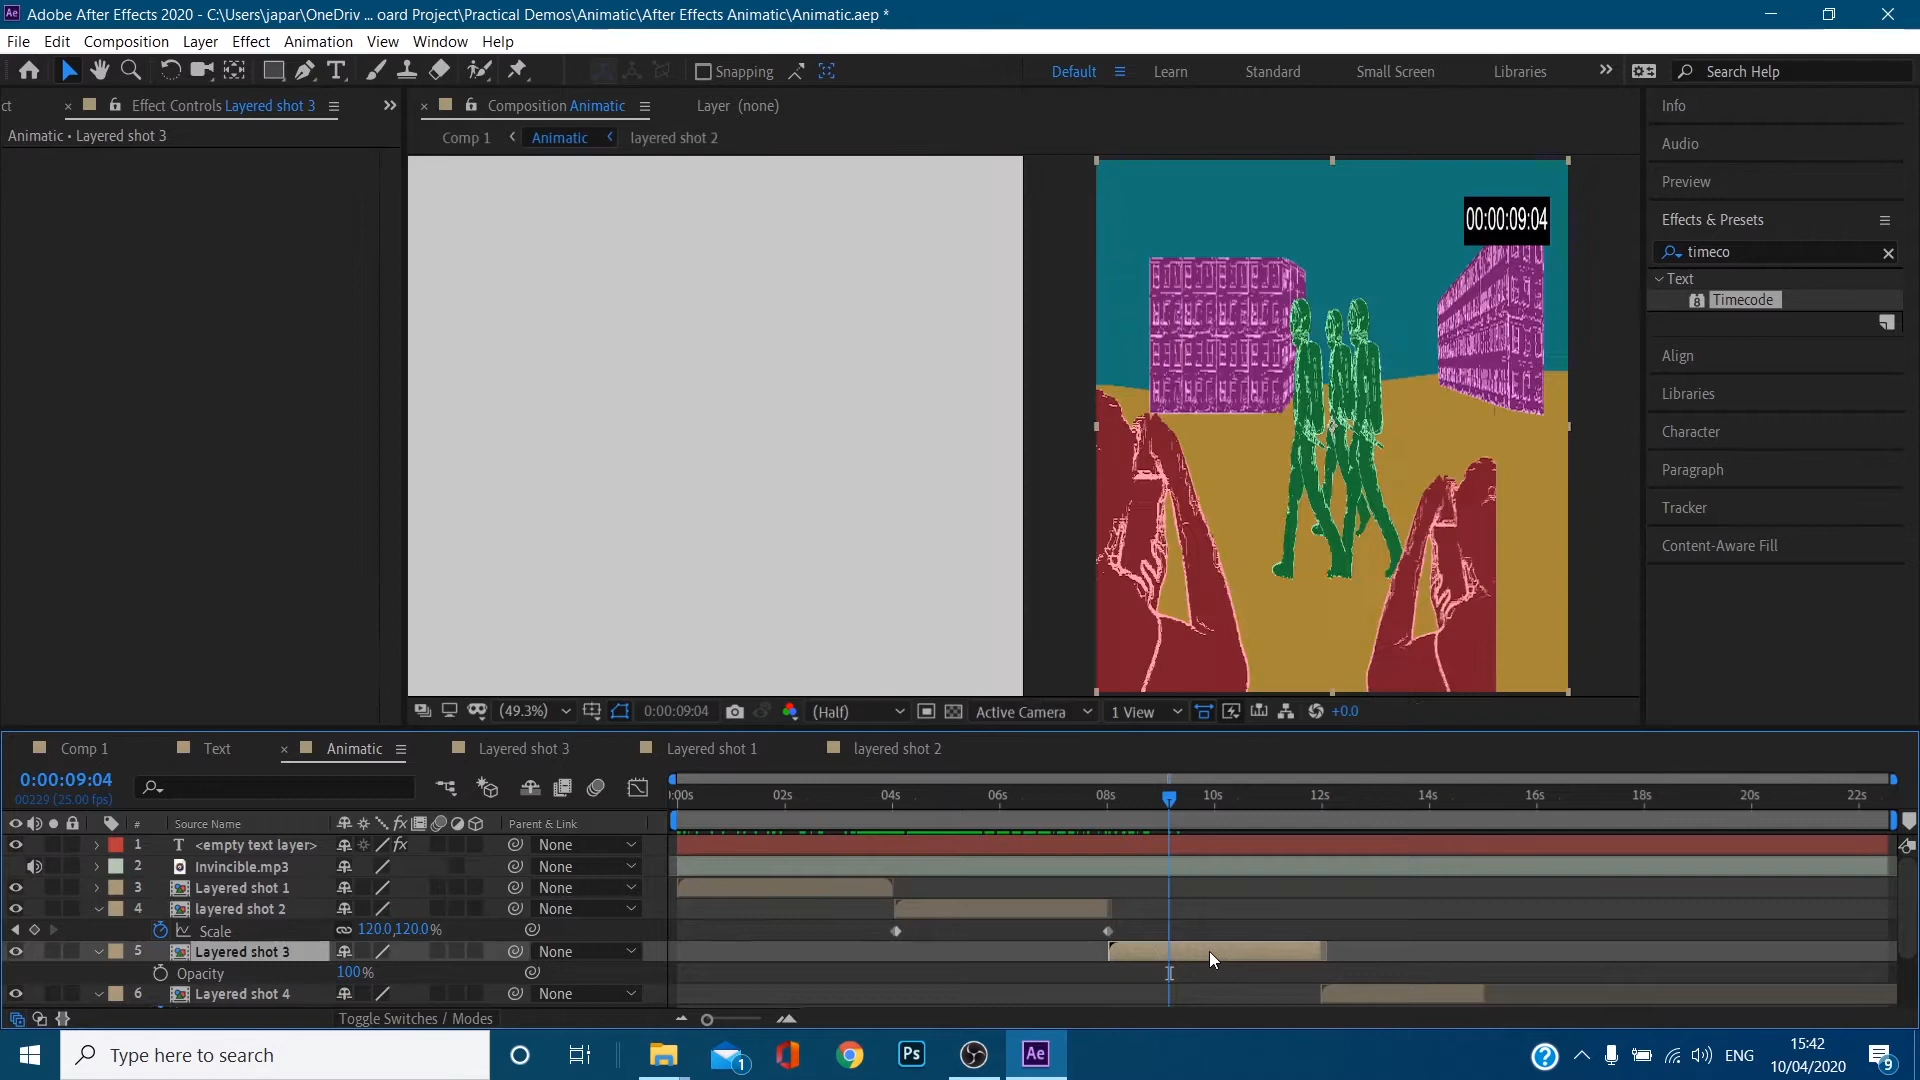 Adobe After Effects 2020 - C:\Users\japar\OneDriv ... oard Project\Practical Demos\Animatic\After Effects Animatic\Animatic.aep *
File Edit Composition Layer Effect Animation View Window Help
Snapping Default Learn Standard Small Screen Libraries Search Help
ct Effect Controls Layered shot 3 Composition Animatic Layer (none)
Animatic • Layered shot 3
Comp 1 Animatic layered shot 2
00:00:09:04
Info
Audio
Preview
Effects & Presets
timeco
Text
Timecode
Align
Libraries
Character
Paragraph
Tracker
Content-Aware Fill
(49.3%) 0:00:09:04 (Half) Active Camera 1 View +0.0
Comp 1 Text Animatic Layered shot 3 Layered shot 1 layered shot 2
0:00:09:04
00229 (25.00 fps)
):00s 02s 04s 06s 08s 10s 12s 14s 16s 18s 20s 22s
# Source Name fx Parent & Link
1 T <empty text layer> fx None
2 Invincible.mp3 None
3 Layered shot 1 None
4 layered shot 2 None
Scale 120.0,120.0%
5 Layered shot 3 None
Opacity 100%
6 Layered shot 4 None
Toggle Switches / Modes
Type here to search 1 Ps Ae ENG 15:42
10/04/2020 9